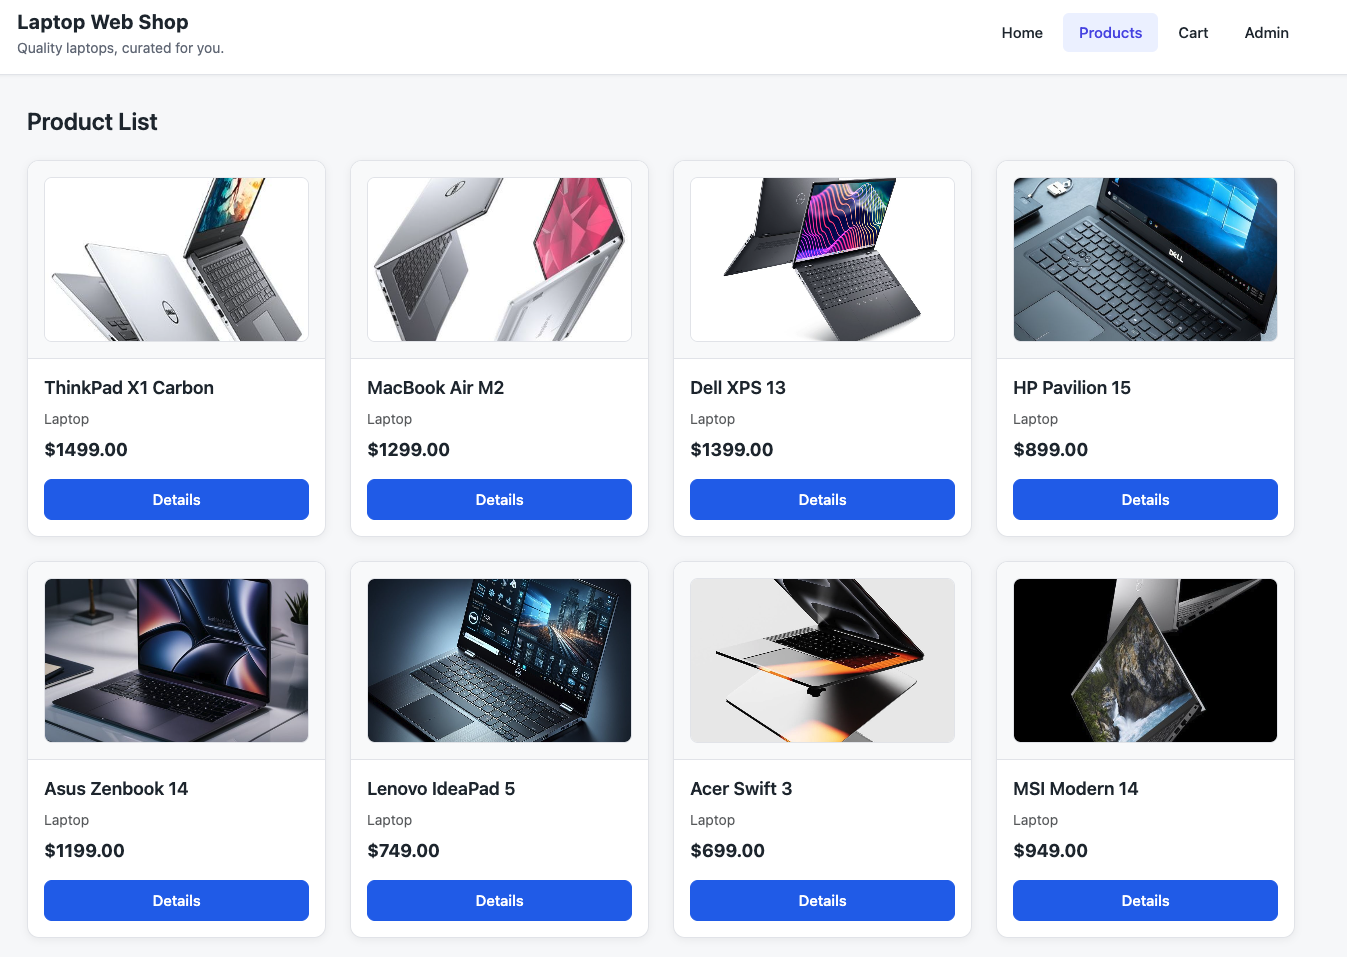 Laptop Web Shop
Quality laptops, curated for you.
Home Products Cart Admin
Product List
DELL
ThinkPad X1 Carbon
Laptop
$1499.00
Details
MacBook Air M2
Laptop
$1299.00
Details
Dell XPS 13
Laptop
$1399.00
Details
HP Pavilion 15
Laptop
$899.00
Details
Asus Zenbook 14
Laptop
$1199.00
Details
Lenovo IdeaPad 5
Laptop
$749.00
Details
Acer Swift 3
Laptop
$699.00
Details
MSI Modern 14
Laptop
$949.00
Details